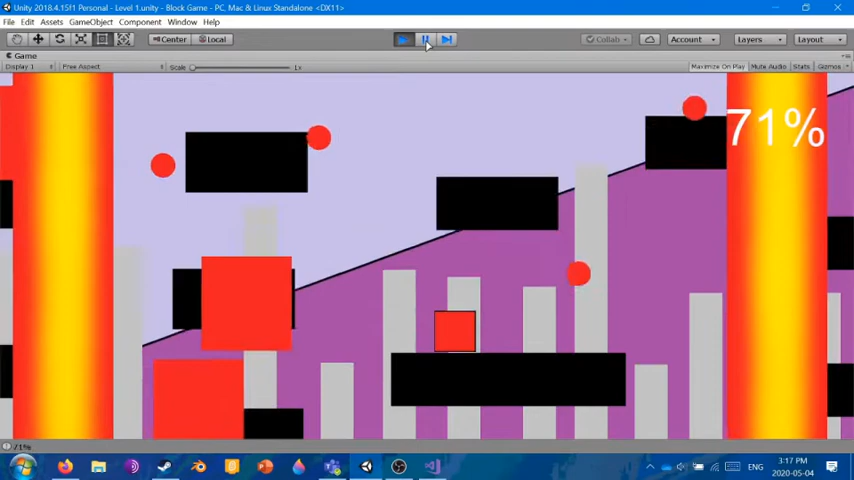 Unity 2018.4.15f1 Personal - Level 1.unity - Block Game - PC, Mac & Linux Standalone <DX11>
File Edit Assets GameObject Component Window Help
Center Local Collab Account Layers Layout
Game
Display 1 Free Aspect Scale 1x Maximize On Play Mute Audio Stats Gizmos
71%
71%
ENG 3:17 PM
2020-05-04